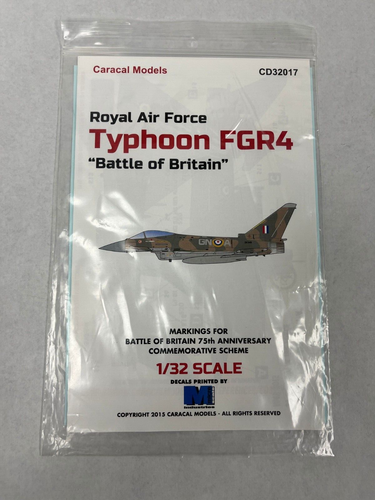 Caracal Models
CD32017
Royal Air Force
Typhoon FGR4
“Battle of Britain”
GN A
MARKINGS FOR
BATTLE OF BRITAIN 75th ANNIVERSARY
COMMEMORATIVE SCHEME
1/32 SCALE
DECALS PRINTED BY
M
COPYRIGHT 2015 CARACAL MODELS - ALL RIGHTS RESERVED